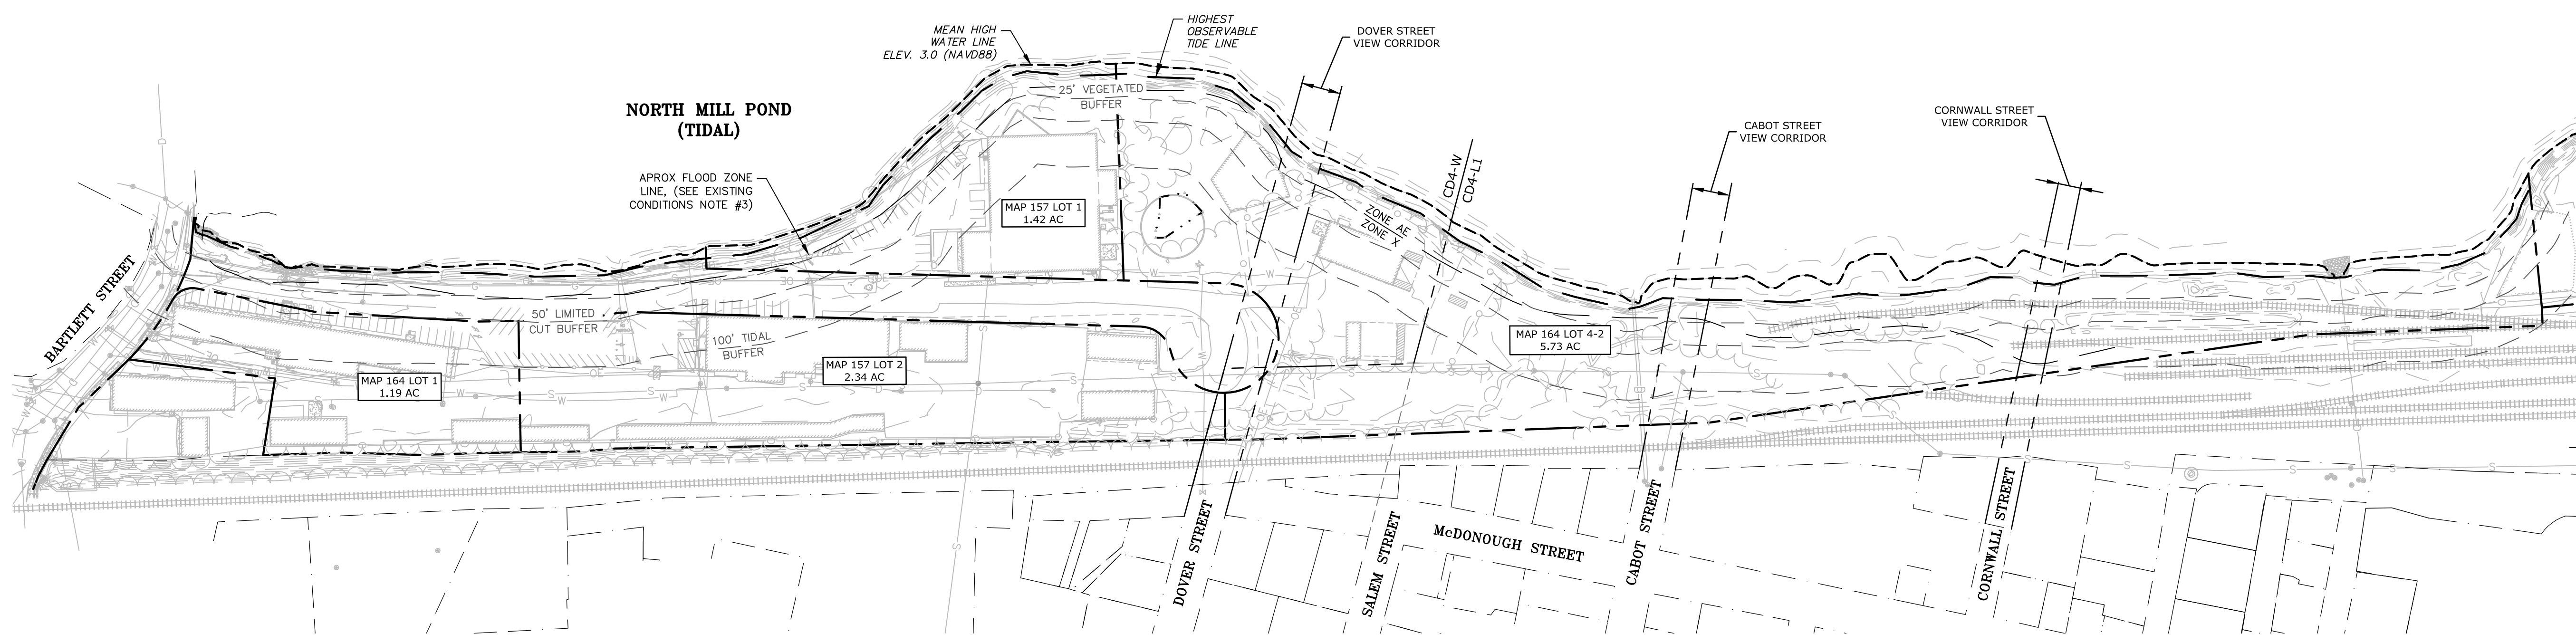 MEAN HIGH
WATER LINE
ELEV. 3.0 (NAVD88)
HIGHEST
OBSERVABLE
TIDE LINE
DOVER STREET
VIEW CORRIDOR
NORTH MILL POND
(TIDAL)
25' VEGETATED
BUFFER
CABOT STREET
VIEW CORRIDOR
CORNWALL STREET
VIEW CORRIDOR
APROX FLOOD ZONE
LINE, (SEE EXISTING
CONDITIONS NOTE #3)
CD4-W
CD4-L1
MAP 157 LOT 1
1.42 AC
ZONE AE
ZONE X
BARTLETT STREET
50' LIMITED
CUT BUFFER
100' TIDAL
BUFFER
MAP 164 LOT 4-2
5.73 AC
MAP 157 LOT 2
2.34 AC
MAP 164 LOT 1
1.19 AC
DOVER STREET
SALEM STREET
McDONOUGH STREET
CABOT STREET
CORNWALL STREET